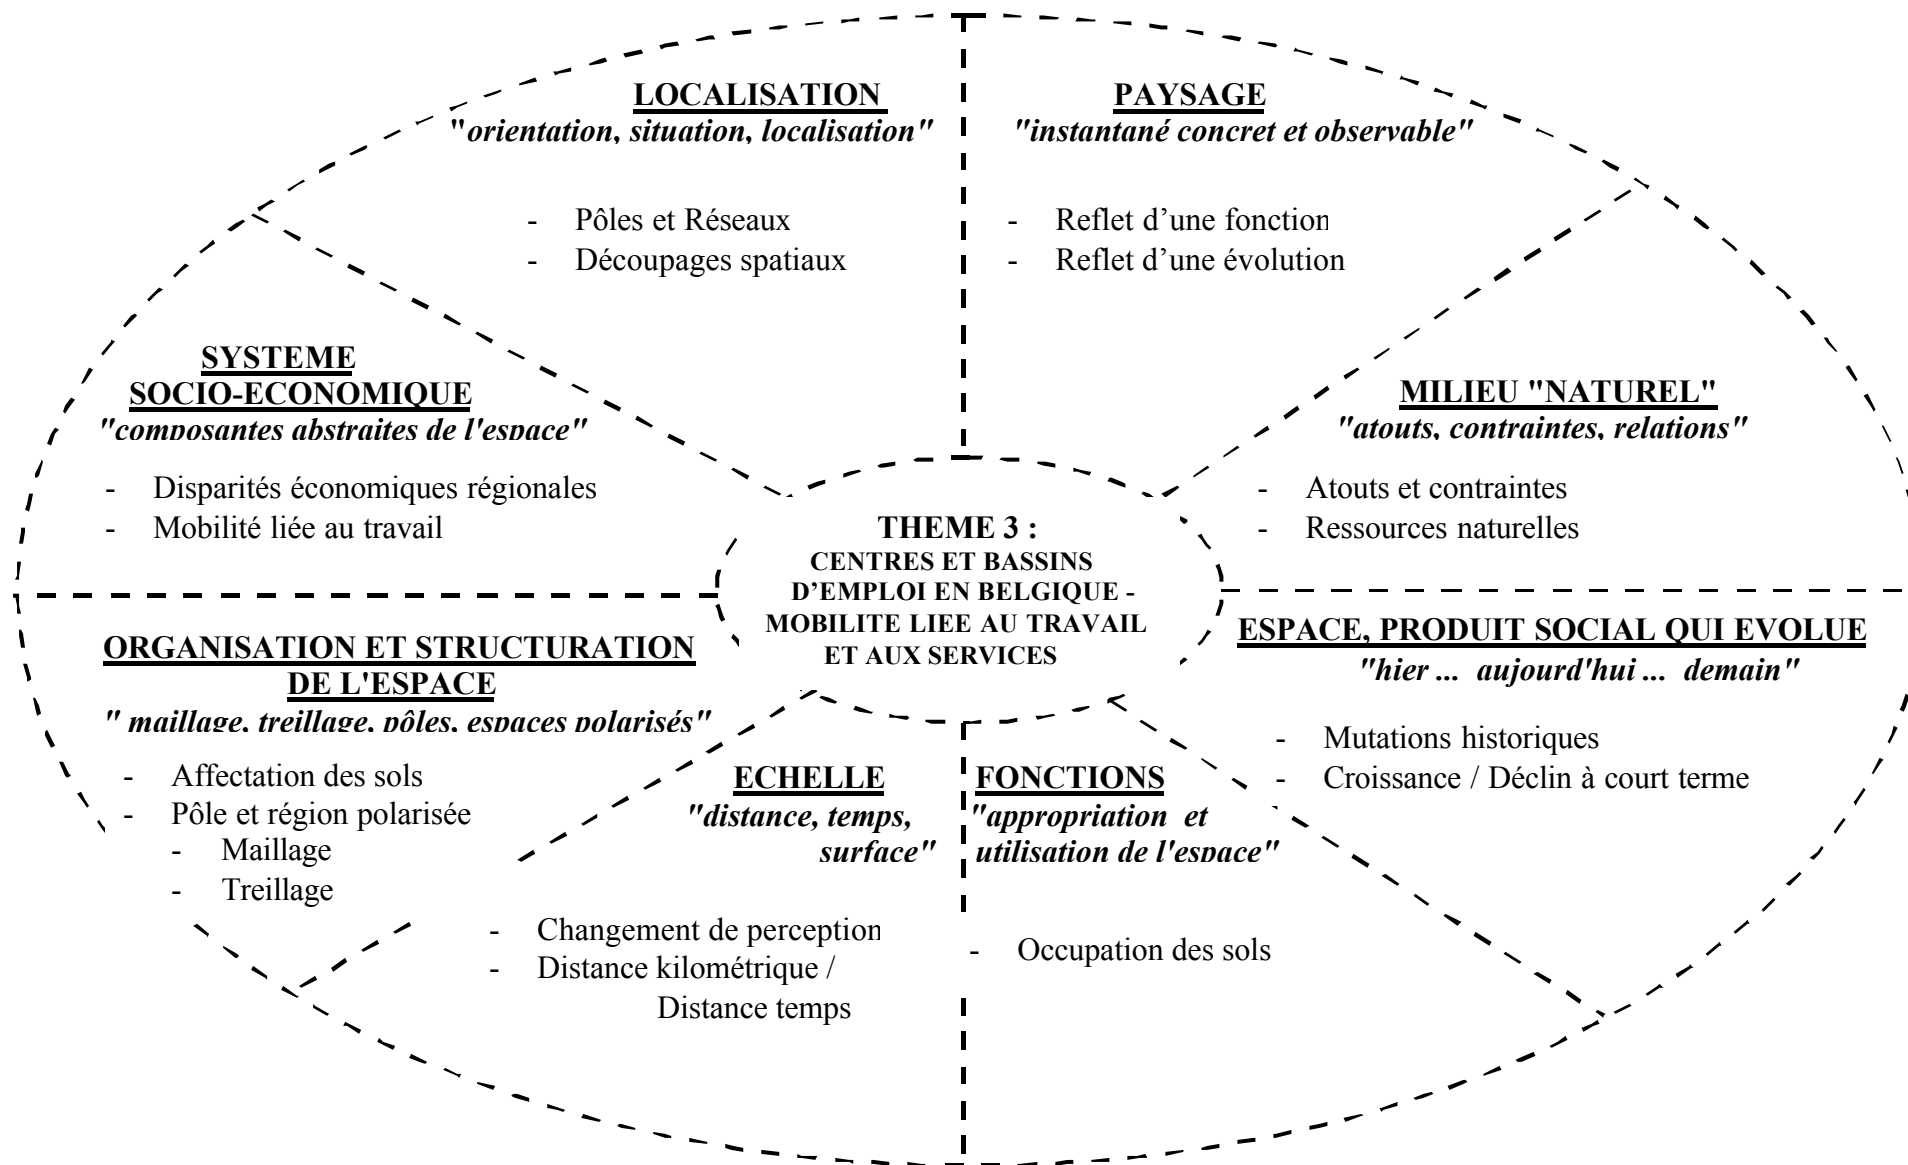 LOCALISATION
"orientation, situation, localisation"
- Pôles et Réseaux
- Découpages spatiaux
PAYSAGE
"instantané concret et observable"
- Reflet d’une fonction
- Reflet d’une évolution
SYSTEME
SOCIO-ECONOMIQUE
"composantes abstraites de l'espace"
- Disparités économiques régionales
- Mobilité liée au travail
MILIEU "NATUREL"
"atouts, contraintes, relations"
- Atouts et contraintes
- Ressources naturelles
THEME 3 :
CENTRES ET BASSINS
D’EMPLOI EN BELGIQUE -
MOBILITE LIEE AU TRAVAIL
ET AUX SERVICES
ORGANISATION ET STRUCTURATION
DE L'ESPACE
" maillage, treillage, pôles, espaces polarisés"
- Affectation des sols
- Pôle et région polarisée
- Maillage
- Treillage
ESPACE, PRODUIT SOCIAL QUI EVOLUE
"hier ... aujourd'hui ... demain"
- Mutations historiques
- Croissance / Déclin à court terme
ECHELLE
"distance, temps,
surface"
- Changement de perception
- Distance kilométrique /
Distance temps
FONCTIONS
"appropriation et
utilisation de l'espace"
- Occupation des sols